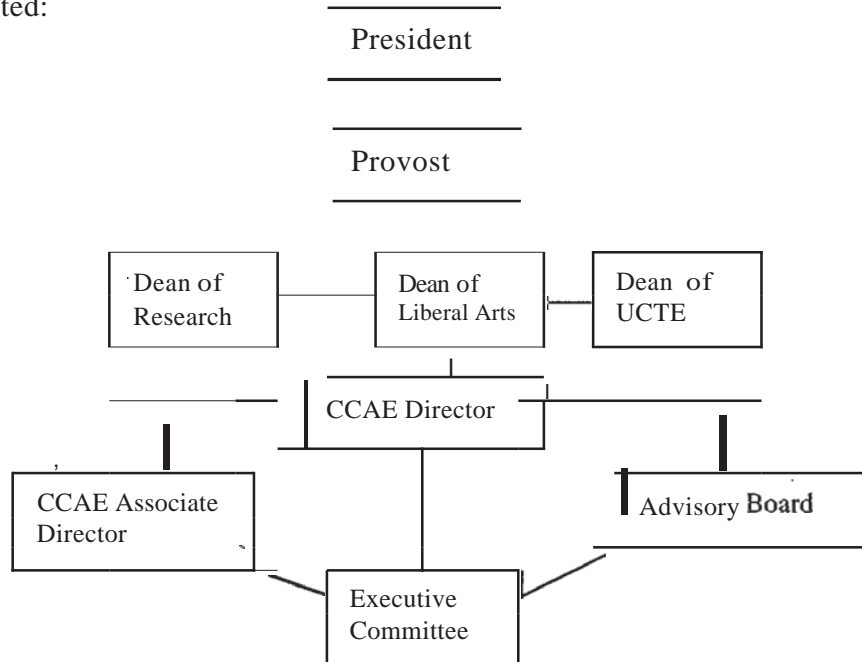 ted:
President
Provost
Dean of
Research
Dean of
Liberal Arts
Dean of
UCTE
CCAE Director
CCAE Associate
Director
Advisory Board
Executive
Committee